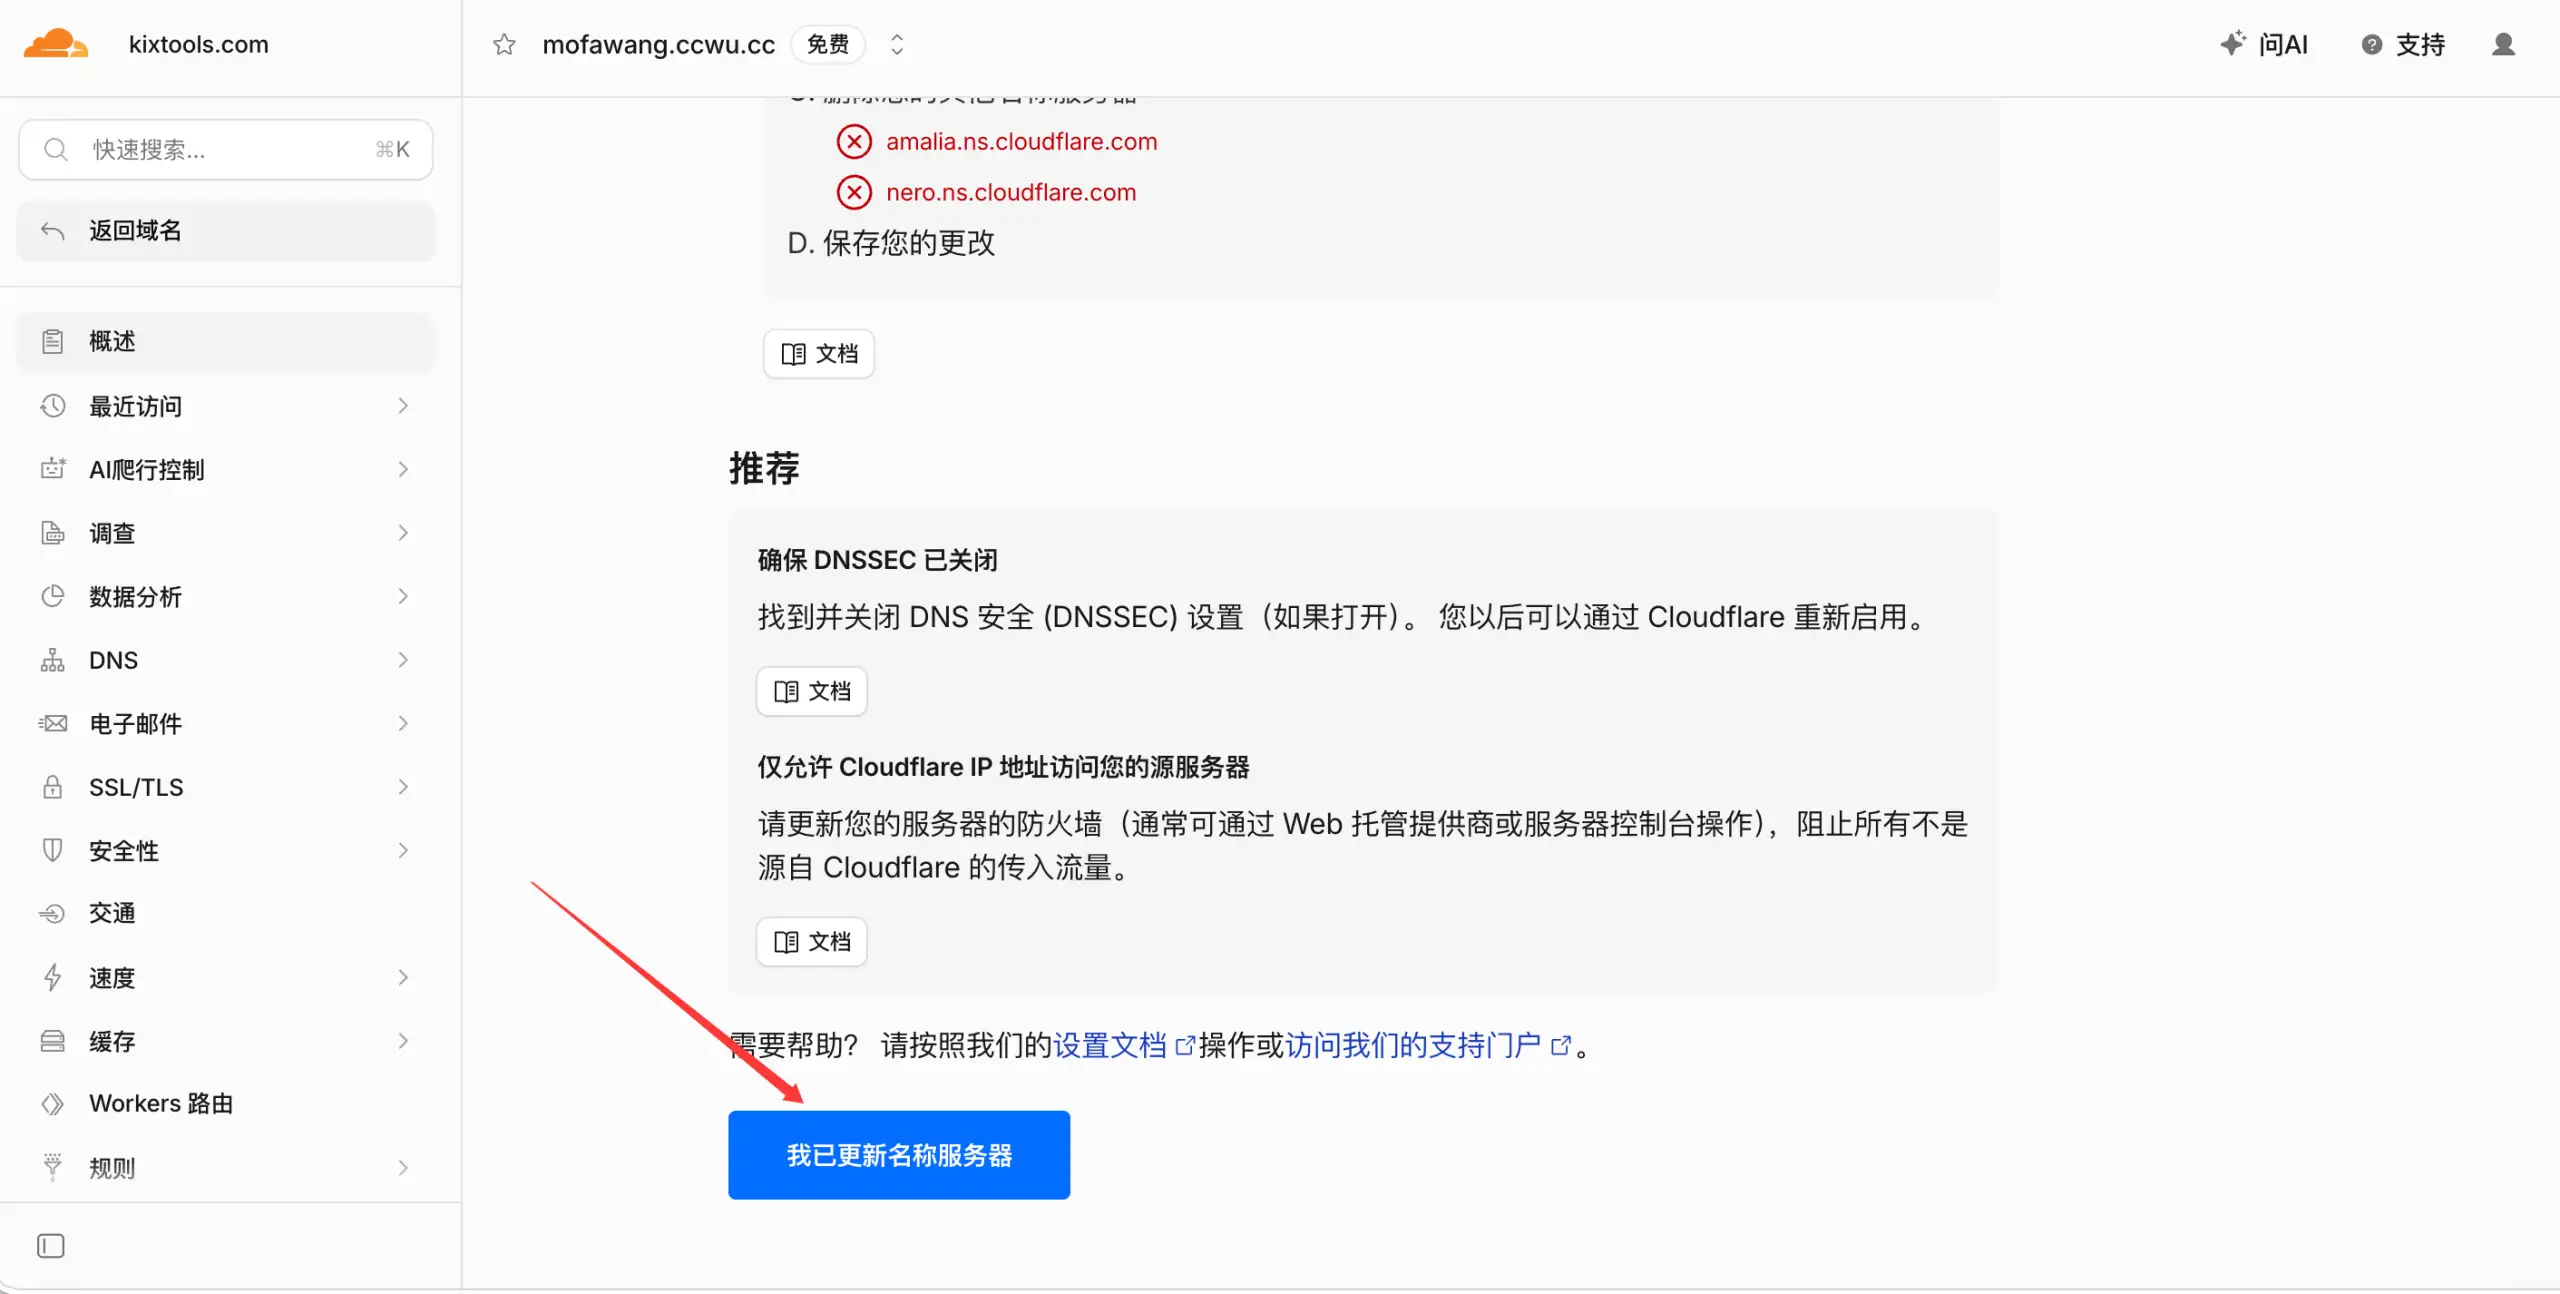 kixtools.com
mofawang.ccwu.cc 免费
问AI
支持
快速搜索... ⌘K
返回域名
概述
最近访问
AI爬行控制
调查
数据分析
DNS
电子邮件
SSL/TLS
安全性
交通
速度
缓存
Workers 路由
规则
amalia.ns.cloudflare.com
nero.ns.cloudflare.com
D. 保存您的更改
文档
推荐
确保 DNSSEC 已关闭
找到并关闭 DNS 安全 (DNSSEC) 设置（如果打开）。 您以后可以通过 Cloudflare 重新启用。
文档
仅允许 Cloudflare IP 地址访问您的源服务器
请更新您的服务器的防火墙（通常可通过 Web 托管提供商或服务器控制台操作），阻止所有不是
源自 Cloudflare 的传入流量。
文档
需要帮助？ 请按照我们的设置文档操作或访问我们的支持门户。
我已更新名称服务器